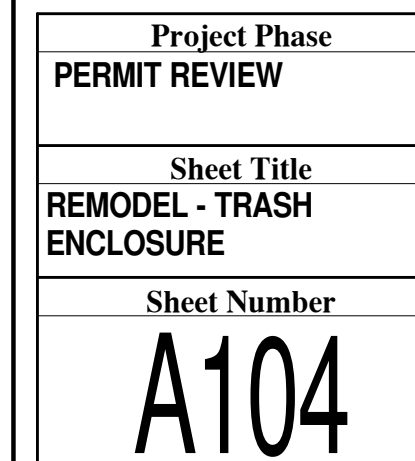 Project Phase
PERMIT REVIEW
Sheet Title
REMODEL - TRASH
ENCLOSURE
Sheet Number
A104